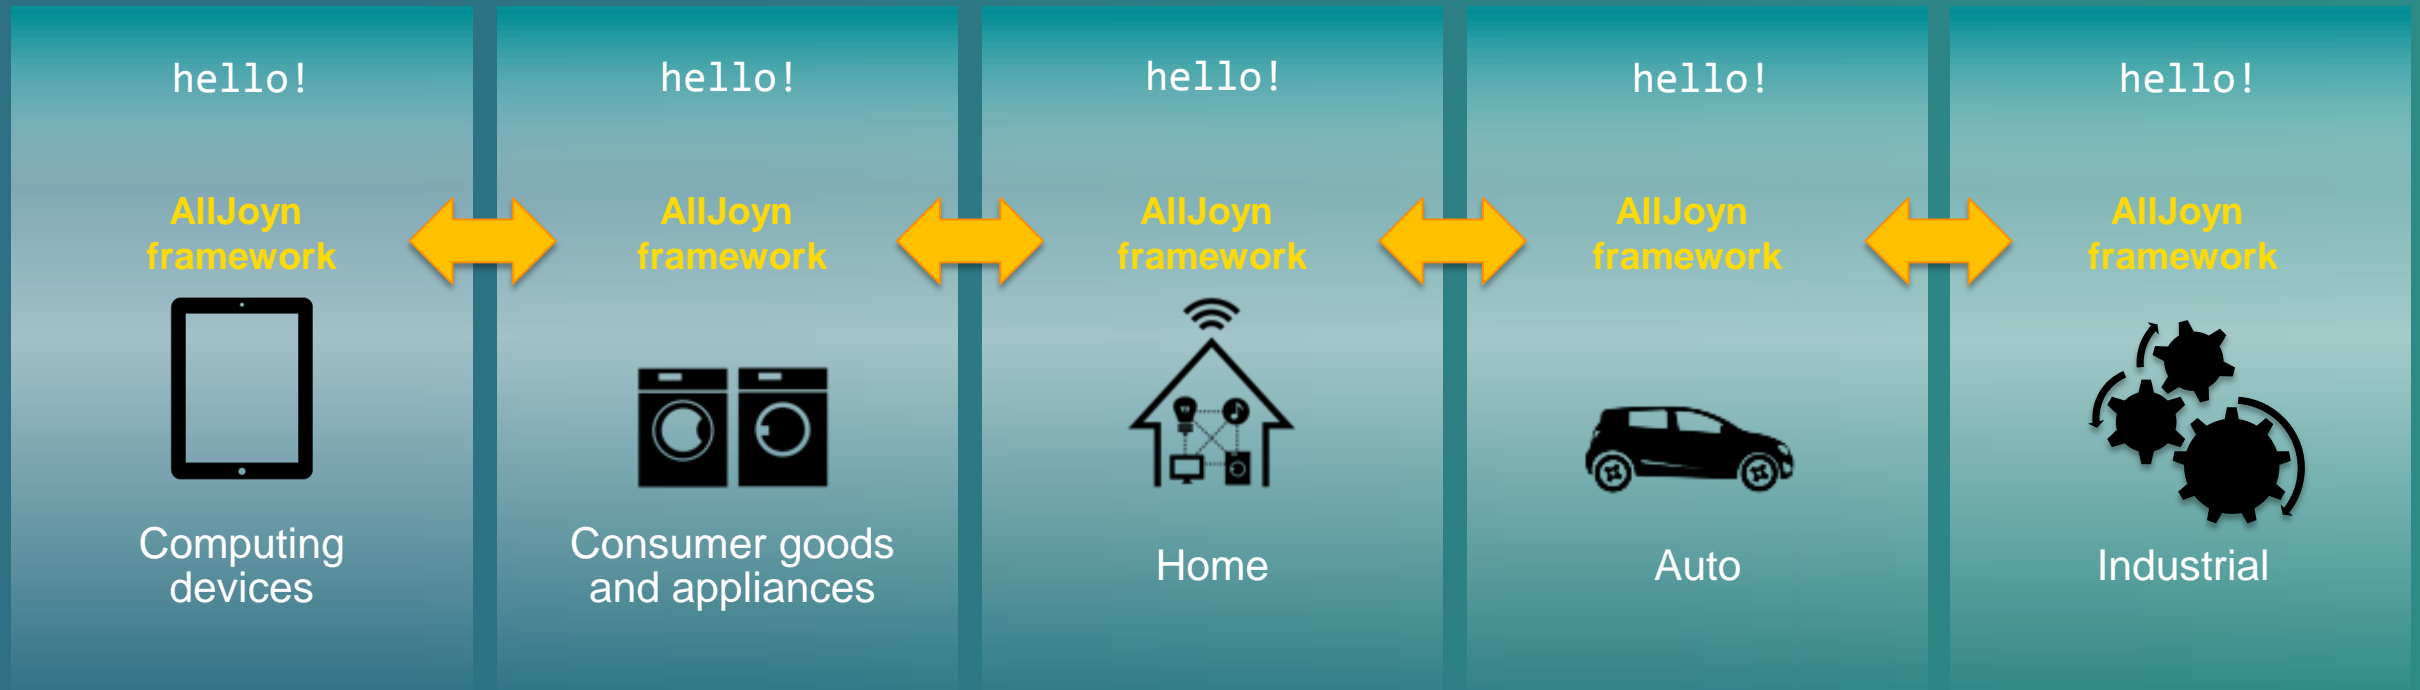 hello!
AllJoyn
framework
Computing
devices
hello!
AllJoyn
framework
Consumer goods
and appliances
hello!
AllJoyn
framework
Home
hello!
AllJoyn
framework
Auto
hello!
AllJoyn
framework
Industrial